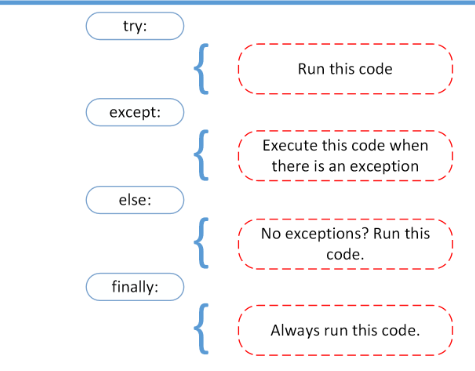 try:
Run this code
except:
Execute this code when
there is an exception
else:
No exceptions? Run this
code.
finally:
Always run this code.